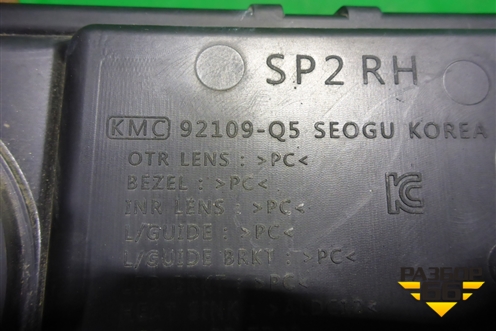 SP2 RH
KMC 92109-Q5 SEOGU KOREA
OTR LENS : >PC<
BEZEL : >PC<
INR LENS : >PC<
L/GUIDE : >PC<
L/GUIDE BRKT : >PC<
>PC<
РАЗБОР